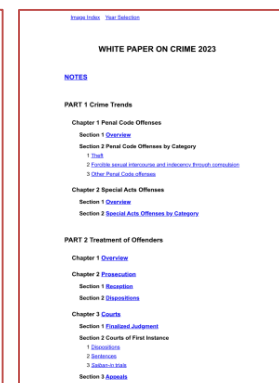 Image Index Year Selection
WHITE PAPER ON CRIME 2023
NOTES
PART 1 Crime Trends
Chapter 1 Penal Code Offenses
Section 1 Overview
Section 2 Penal Code Offenses by Category
1 Theft
2 Forcible sexual intercourse and indecency through compulsion
3 Other Penal Code offenses
Chapter 2 Special Acts Offenses
Section 1 Overview
Section 2 Special Acts Offenses by Category
PART 2 Treatment of Offenders
Chapter 1 Overview
Chapter 2 Prosecution
Section 1 Reception
Section 2 Dispositions
Chapter 3 Courts
Section 1 Finalized Judgment
Section 2 Courts of First Instance
1 Dispositions
2 Sentences
3 Saiban-in trials
Section 3 Appeals